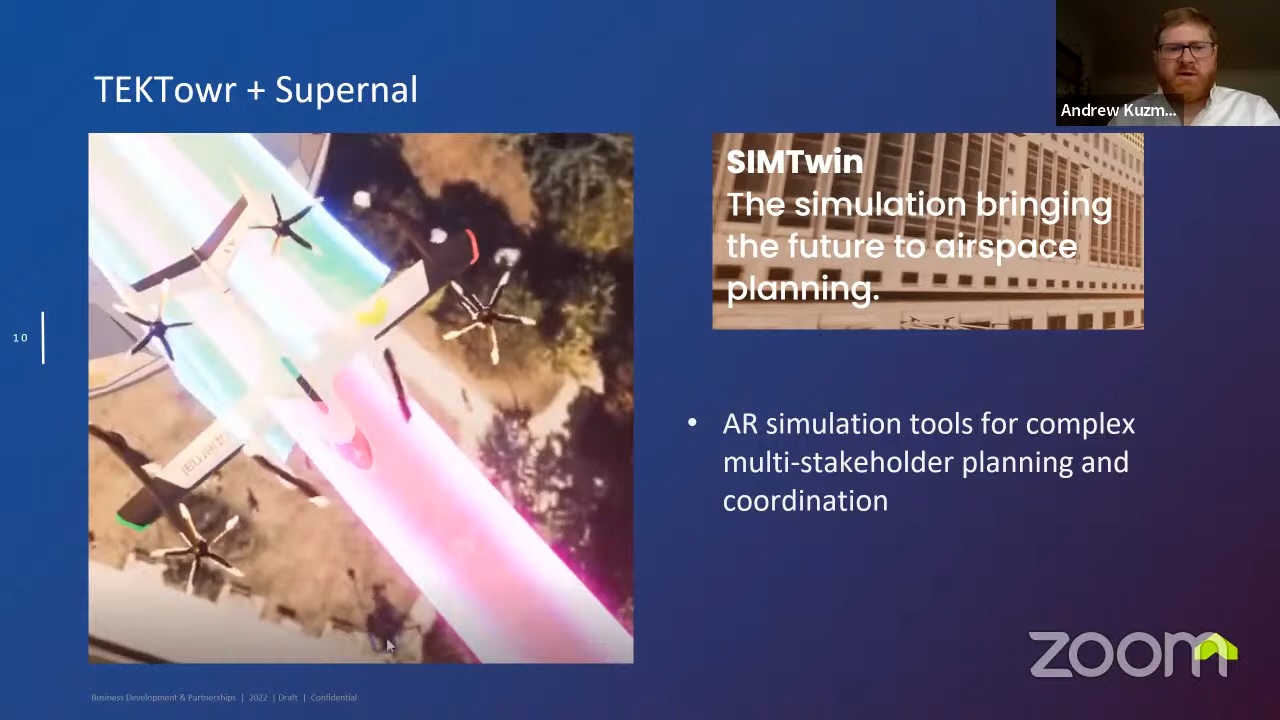 TEKTowr + Supernal
Andrew Kuzm...
SIMTwin
The simulation bringing
the future to airspace
planning.
10
• AR simulation tools for complex
multi-stakeholder planning and
coordination
Supernal
zoom
Business Development & Partnerships | 2022 | Draft | Confidential